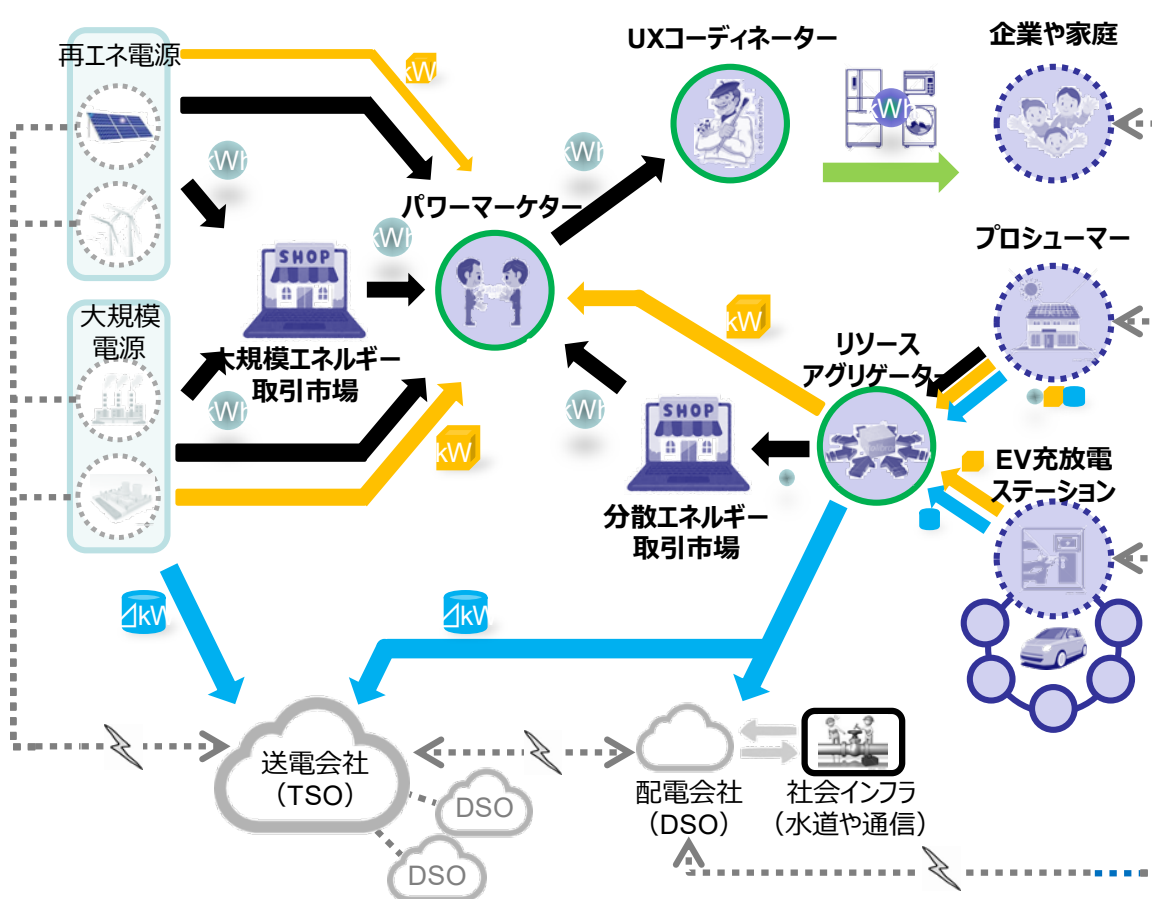 再エネ電源
kW
kWh
UXコーディネーター
kWh
企業や家庭
kWh
kWh
パワーマーケター
kWh
SHOP
大規模エネルギー
取引市場
大規模
電源
kWh
kW
プロシューマー
kW
リソース
アグリゲーター
kWh
SHOP
分散エネルギー
取引市場
EV充放電
ステーション
⊿kW
⊿kW
送電会社
（TSO）
DSO
DSO
配電会社
（DSO）
社会インフラ
（水道や通信）